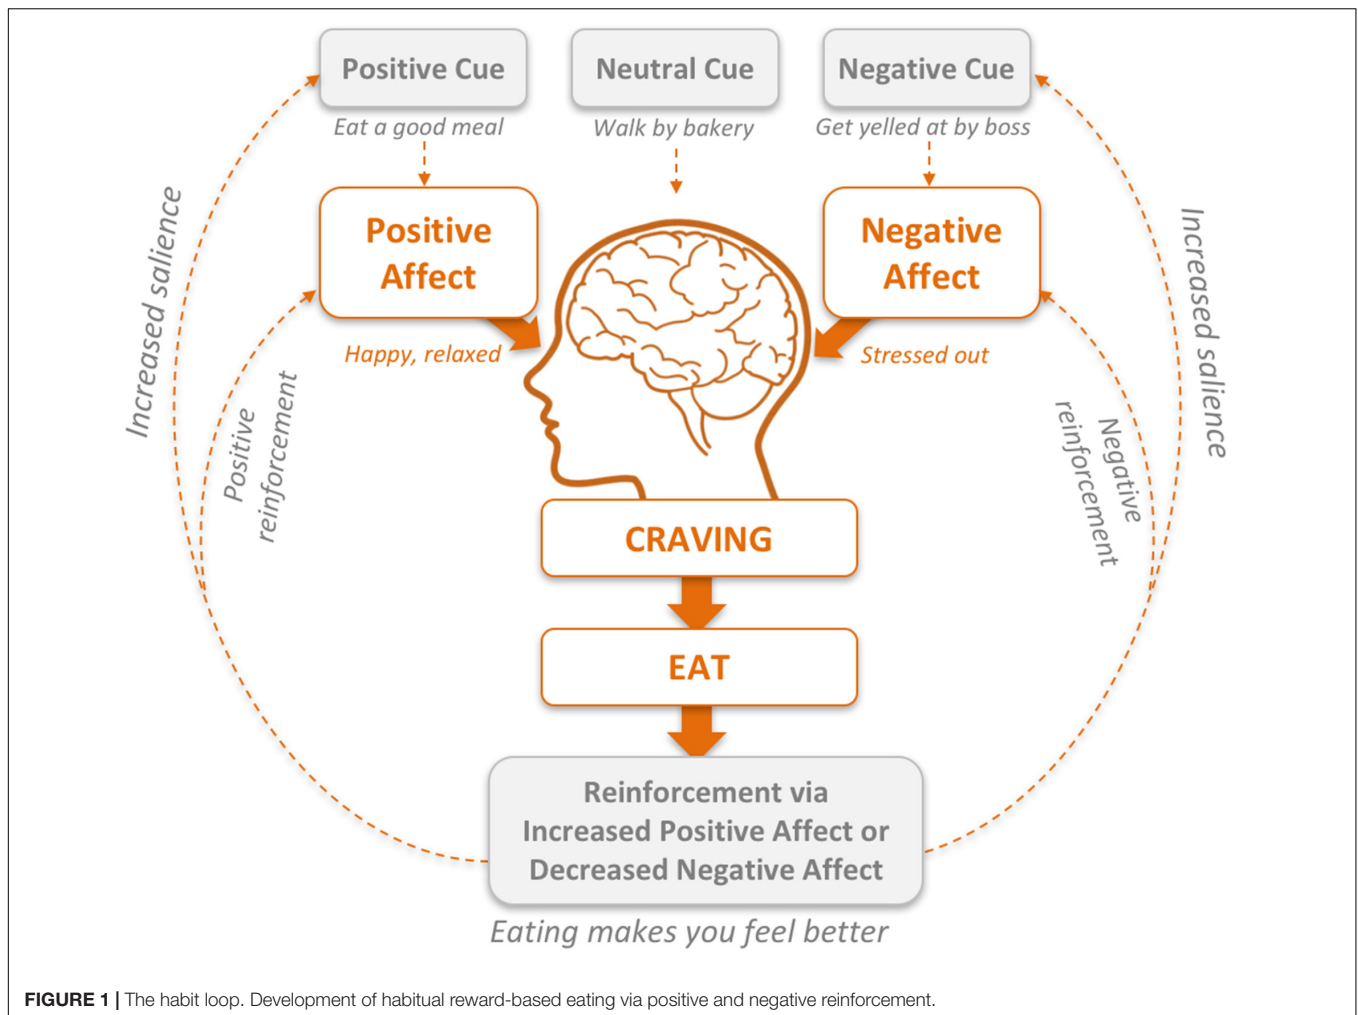 Positive Cue
Neutral Cue
Negative Cue
Eat a good meal
Walk by bakery
Get yelled at by boss
Positive
Affect
Negative
Affect
Happy, relaxed
Stressed out
Increased salience
Positive
reinforcement
Negative
reinforcement
Increased salience
CRAVING
EAT
Reinforcement via
Increased Positive Affect or
Decreased Negative Affect
Eating makes you feel better
FIGURE 1 | The habit loop. Development of habitual reward-based eating via positive and negative reinforcement.